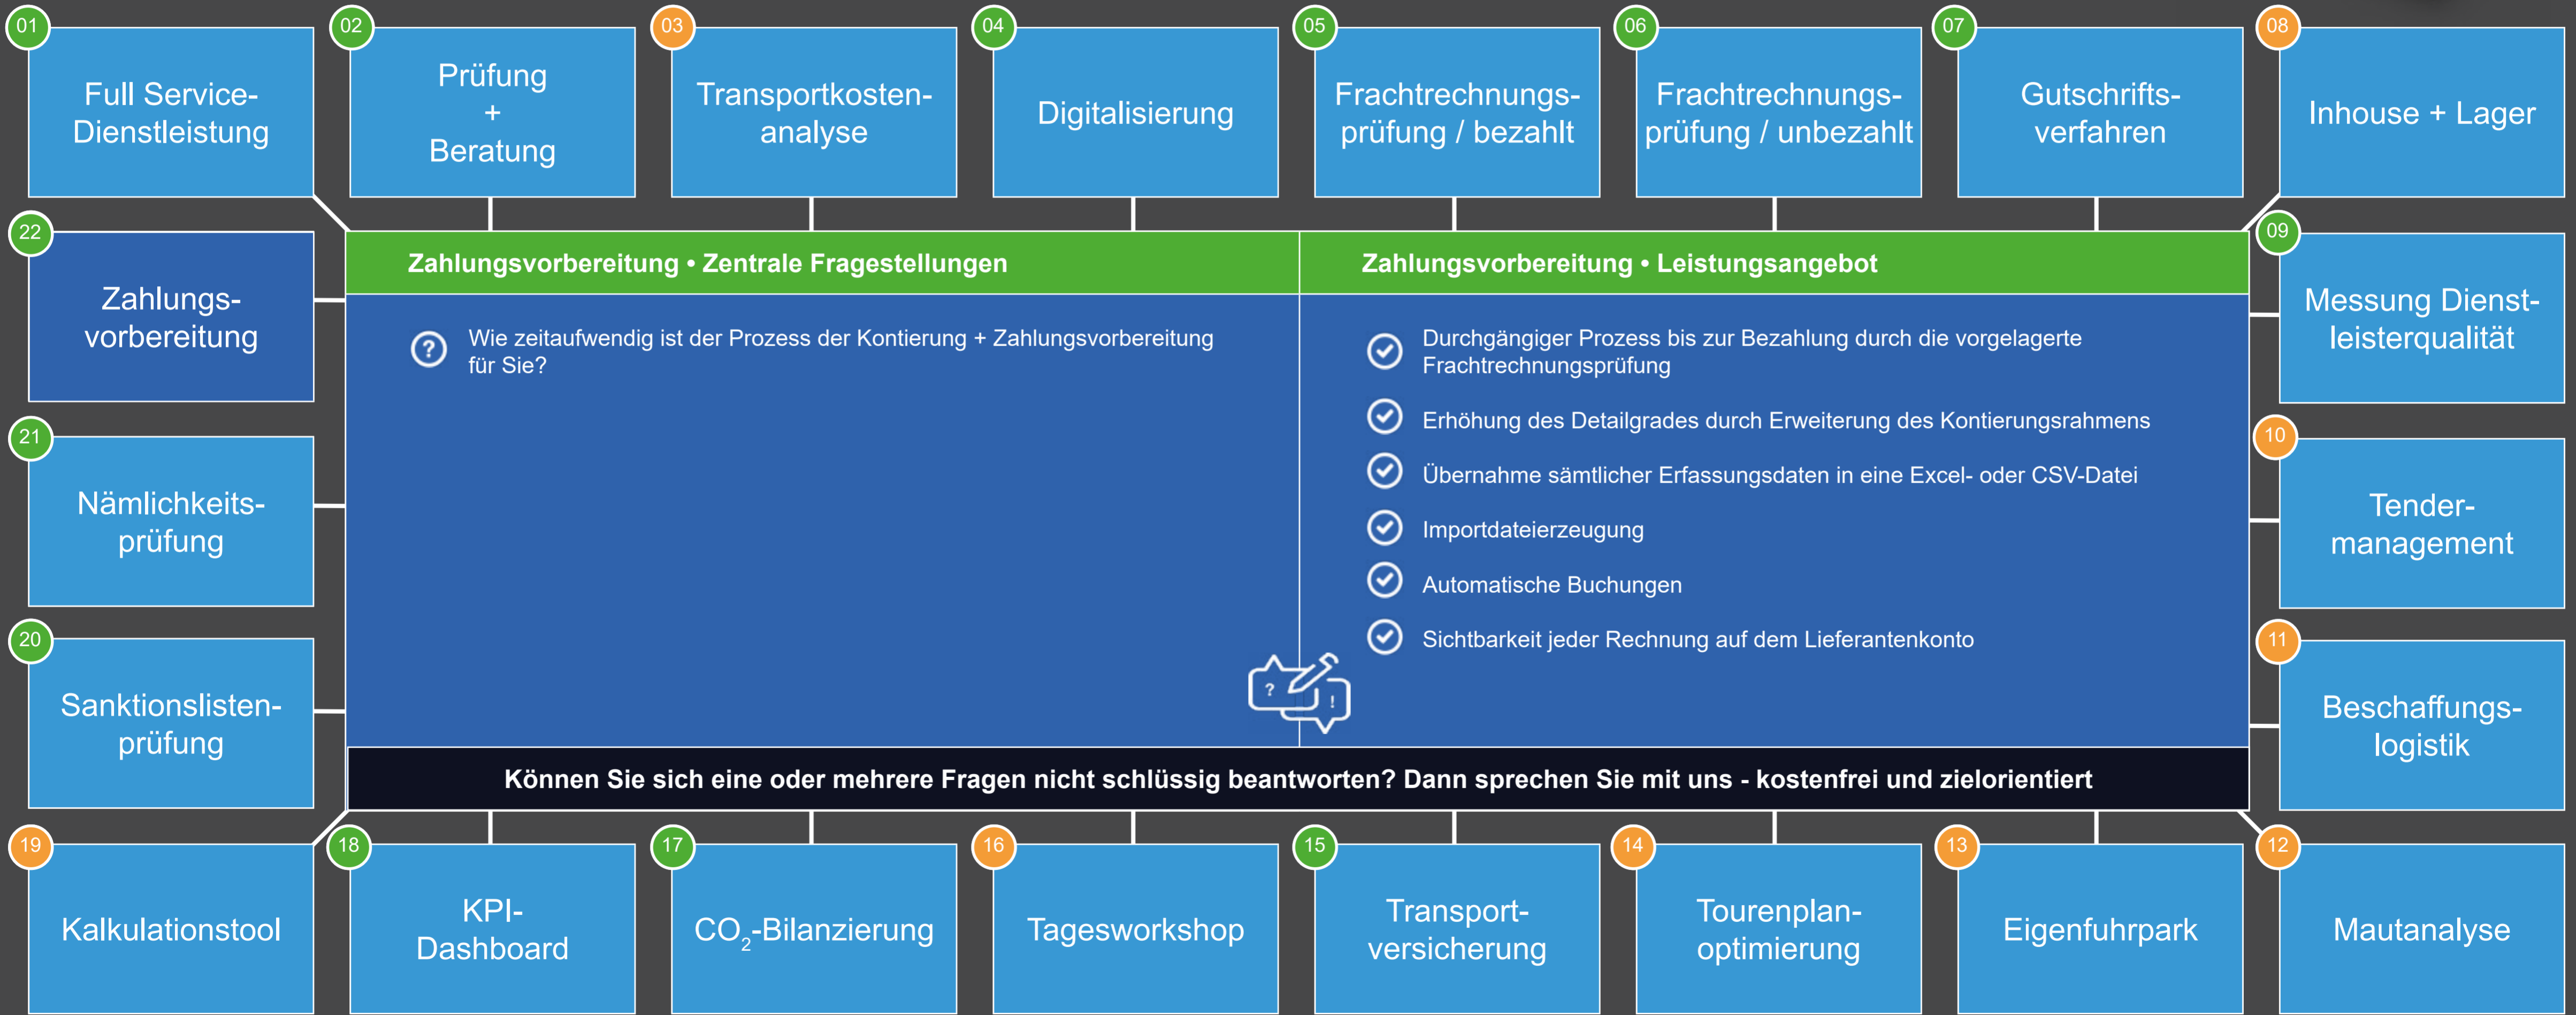 01
Full Service-
Dienstleistung
02
Prüfung
+
Beratung
03
Transportkosten-
analyse
04
Digitalisierung
05
Frachtrechnungs-
prüfung / bezahlt
06
Frachtrechnungs-
prüfung / unbezahlt
07
Gutschrifts-
verfahren
08
Inhouse + Lager
22
Zahlungs-
vorbereitung
21
Nämlichkeits-
prüfung
20
Sanktionslisten-
prüfung
Zahlungsvorbereitung • Zentrale Fragestellungen
?
Wie zeitaufwendig ist der Prozess der Kontierung + Zahlungsvorbereitung
für Sie?
Zahlungsvorbereitung • Leistungsangebot
Durchgängiger Prozess bis zur Bezahlung durch die vorgelagerte
Frachtrechnungsprüfung
Erhöhung des Detailgrades durch Erweiterung des Kontierungsrahmens
Übernahme sämtlicher Erfassungsdaten in eine Excel- oder CSV-Datei
Importdateierzeugung
Automatische Buchungen
Sichtbarkeit jeder Rechnung auf dem Lieferantenkonto
? !
Können Sie sich eine oder mehrere Fragen nicht schlüssig beantworten? Dann sprechen Sie mit uns - kostenfrei und zielorientiert
09
Messung Dienst-
leisterqualität
10
Tender-
management
11
Beschaffungs-
logistik
19
Kalkulationstool
18
KPI-
Dashboard
17
CO₂-Bilanzierung
16
Tagesworkshop
15
Transport-
versicherung
14
Tourenplan-
optimierung
13
Eigenfuhrpark
12
Mautanalyse